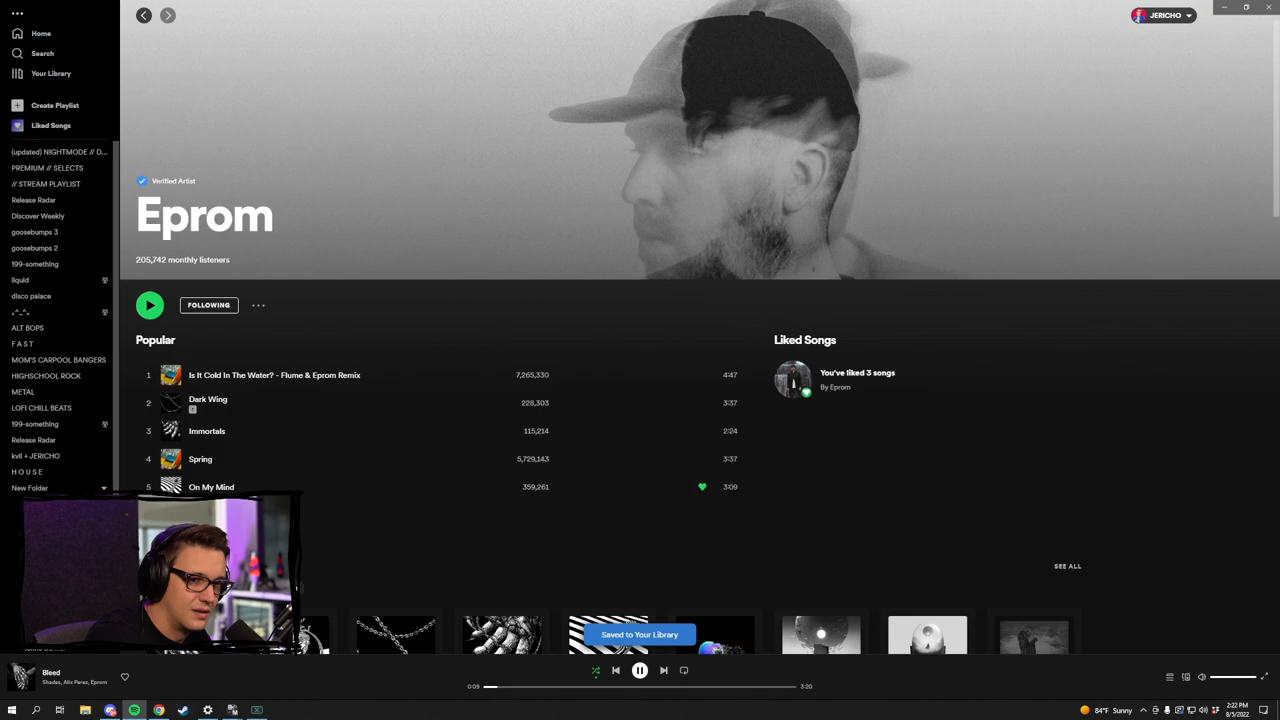 JERICHO
Home
Search
Your Library
Create Playlist
Liked Songs
(updated) NIGHTMODE // D...
PREMIUM // SELECTS
// STREAM PLAYLIST
Release Radar
Discover Weekly
goosebumps 3
goosebumps 2
199-something
liquid
disco palace
ALT BOPS
F A S T
MOM'S CARPOOL BANGERS
HIGHSCHOOL ROCK
METAL
LOFI CHILL BEATS
199-something
Release Radar
kvll + JERICHO
H O U S E
New Folder
Verified Artist
Eprom
205,742 monthly listeners
FOLLOWING
Popular
1 Is It Cold In The Water? - Flume & Eprom Remix 7,265,330 4:47
2 Dark Wing 228,303 3:37
E
3 Immortals 115,214 2:24
4 Spring 5,729,143 3:37
5 On My Mind 359,261 3:09
Liked Songs
You've liked 3 songs
By Eprom
SEE ALL
Saved to Your Library
Bleed
Shades, Alix Perez, Eprom
0:09
3:20
84°F Sunny
2:22 PM
8/5/2022